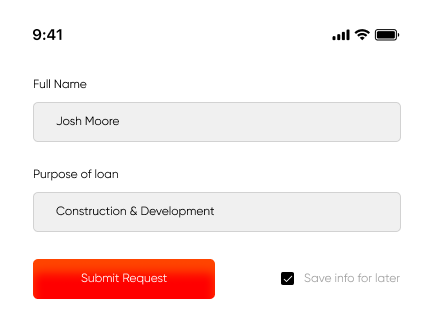 9:41
Full Name
Josh Moore
Purpose of loan
Construction & Development
Submit Request
Save info for later